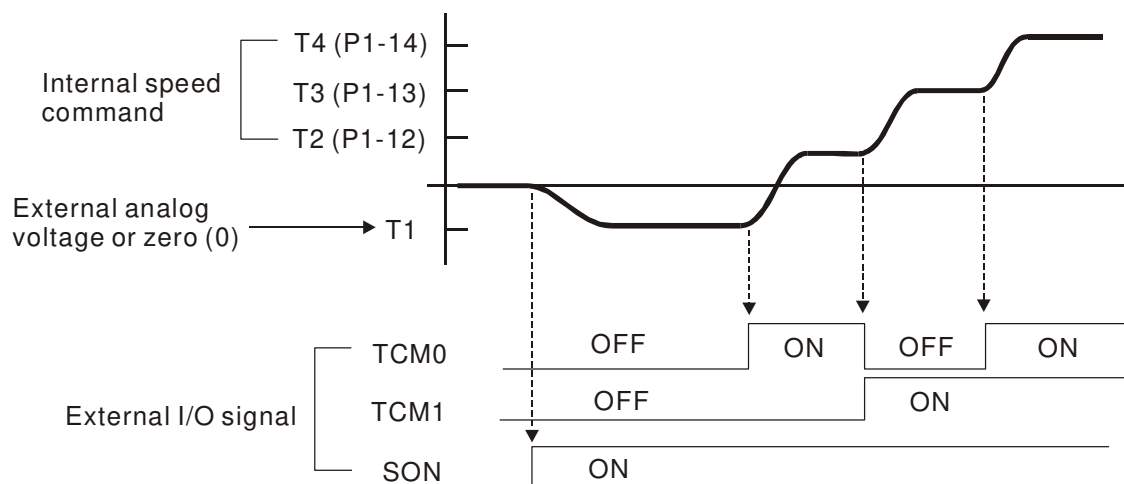 T4 (P1-14)
Internal speed
command
T3 (P1-13)
T2 (P1-12)
External analog
voltage or zero (0)
T1
TCM0
OFF
ON
OFF
ON
External I/O signal
TCM1
OFF
ON
SON
ON